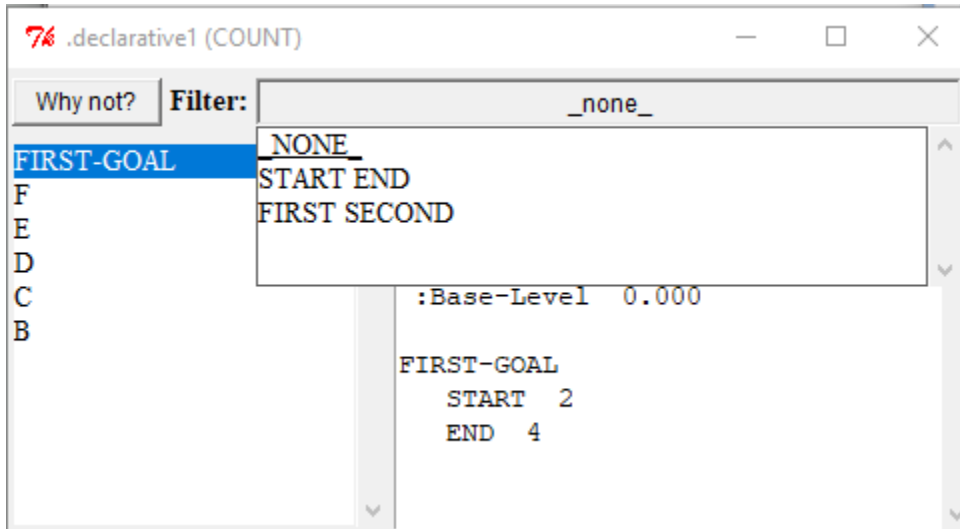 .declarative1 (COUNT)
Why not? Filter: _none_
_NONE_
START END
FIRST SECOND
FIRST-GOAL
F
E
D
C
B
:Base-Level 0.000
FIRST-GOAL
START 2
END 4